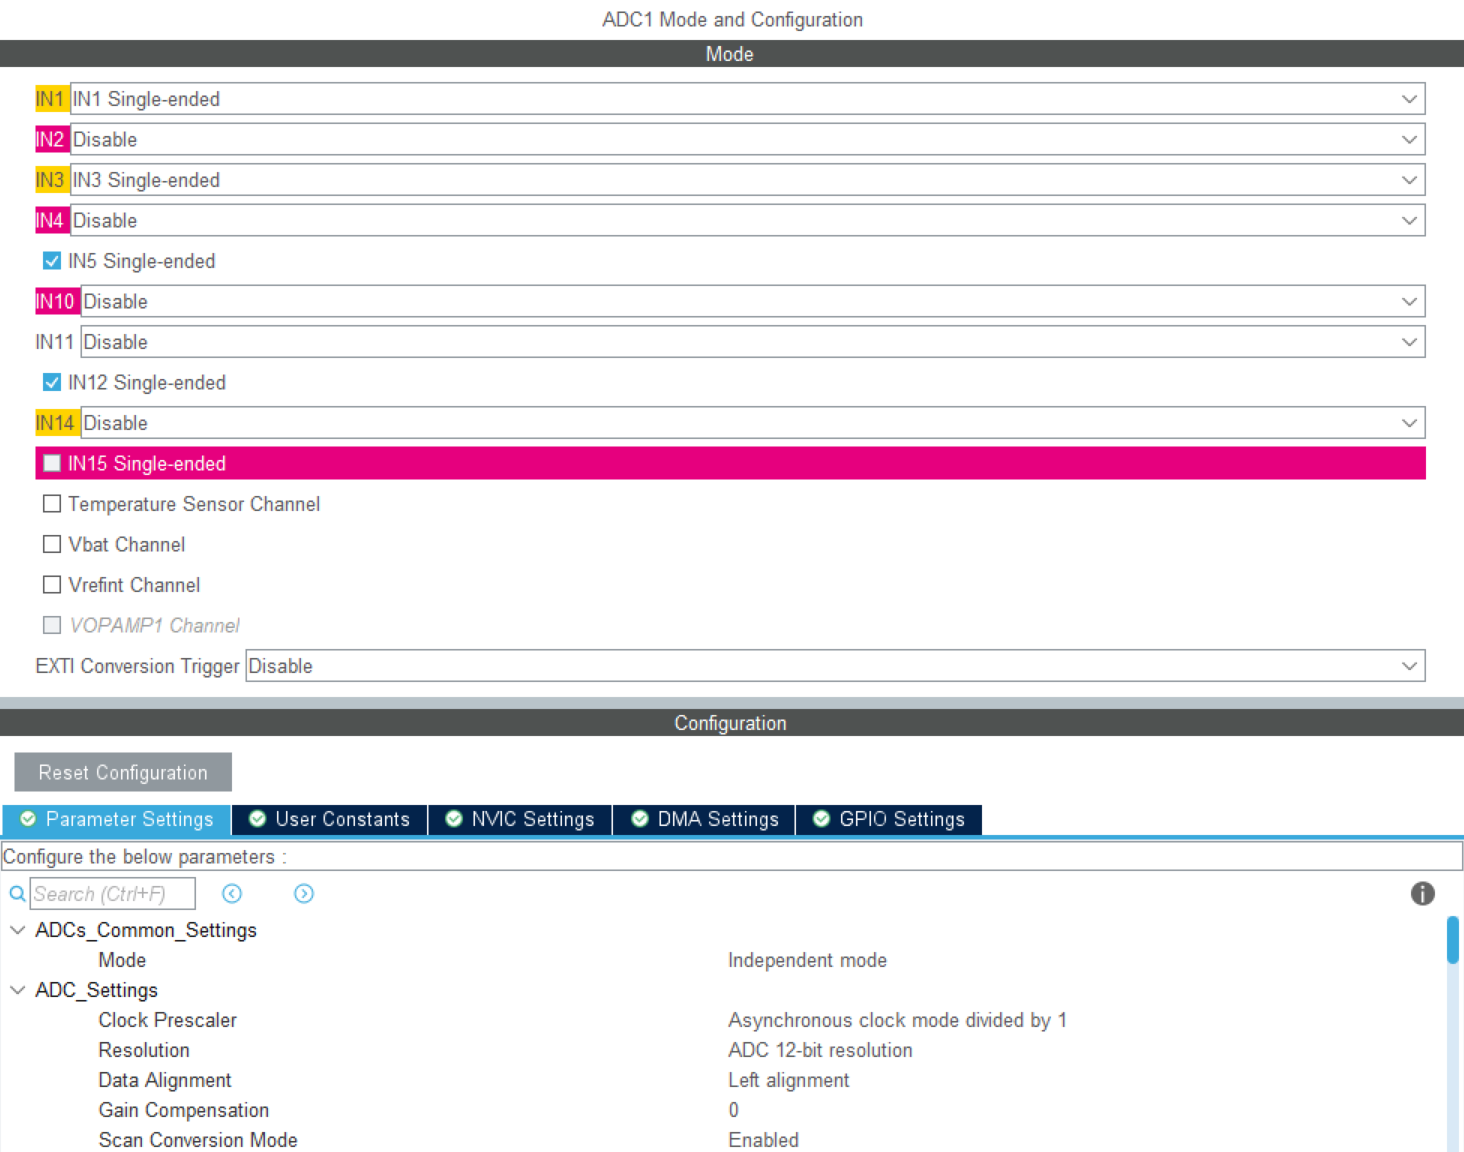 ADC1 Mode and Configuration
Mode
IN1 IN1 Single-ended
IN2 Disable
IN3 IN3 Single-ended
IN4 Disable
IN5 Single-ended
IN10 Disable
IN11 Disable
IN12 Single-ended
IN14 Disable
IN15 Single-ended
Temperature Sensor Channel
Vbat Channel
Vrefint Channel
VOPAMP1 Channel
EXTI Conversion Trigger Disable
Configuration
Reset Configuration
Parameter Settings User Constants NVIC Settings DMA Settings GPIO Settings
Configure the below parameters :
Search (Ctrl+F)
ADCs_Common_Settings
Mode Independent mode
ADC_Settings
Clock Prescaler Asynchronous clock mode divided by 1
Resolution ADC 12-bit resolution
Data Alignment Left alignment
Gain Compensation 0
Scan Conversion Mode Enabled